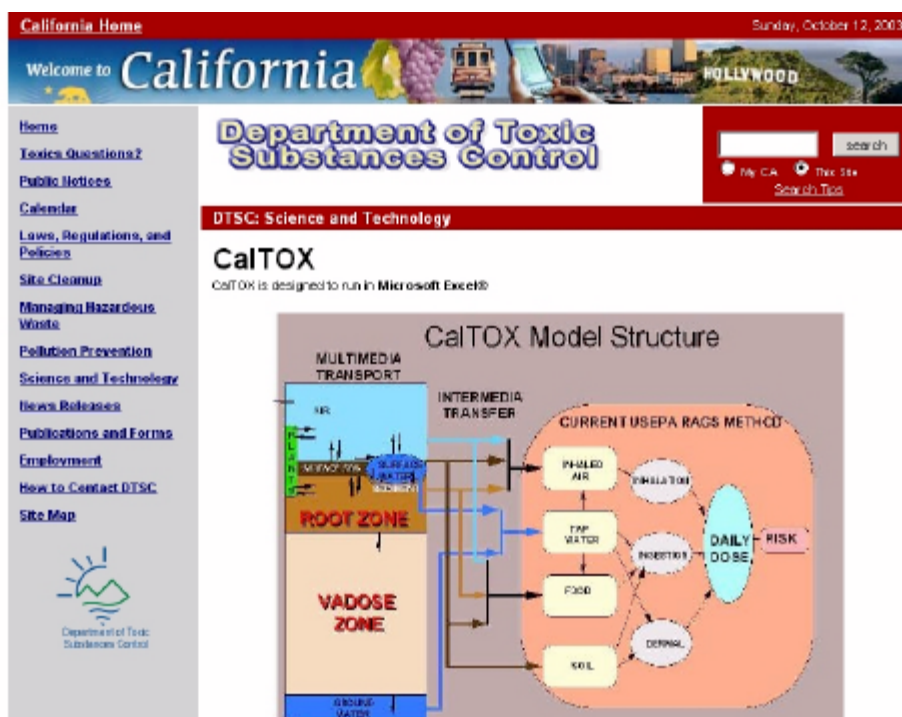 California Home
Sunday, October 12, 2003
Welcome to California
HOLLYWOOD
Home
Toxics Questions?
Public Notices
Calendar
Laws, Regulations, and
Policies
Site Cleanup
Managing Hazardous
Waste
Pollution Prevention
Science and Technology
News Releases
Publications and Forms
Employment
How to Contact DTSC
Site Map
Department of Toxic
Substances Control
Department of Toxic
Substances Control
search
My CA This Site
Search Tips
DTSC: Science and Technology
CalTOX
CalTOX is designed to run in Microsoft Excel®
CalTOX Model Structure
MULTIMEDIA
TRANSPORT
AIR
PLANTS
SURFACE SOIL
SURFACE
WATER
ROOT ZONE
VADOSE
ZONE
GROUND
WATER
INTERMEDIA
TRANSFER
CURRENT USEPA RAGS METHOD
INHALED
AIR
TAP
WATER
FOOD
SOIL
INHALATION
INGESTION
DERMAL
DAILY
DOSE
RISK